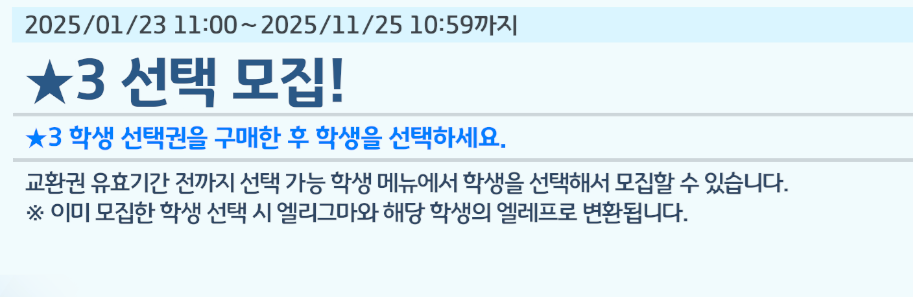 2025/01/23 11:00~2025/11/25 10:59까지
★3 선택 모집!
★3 학생 선택권을 구매한 후 학생을 선택하세요.
교환권 유효기간 전까지 선택 가능 학생 메뉴에서 학생을 선택해서 모집할 수 있습니다.
※ 이미 모집한 학생 선택 시 엘리그마와 해당 학생의 엘레프로 변환됩니다.